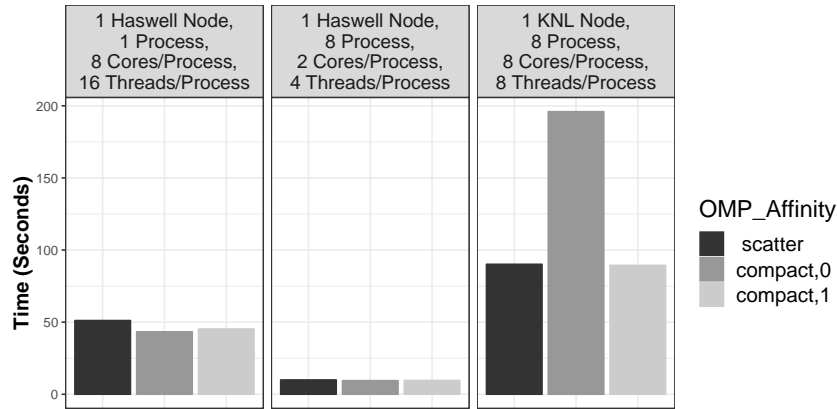 1 Haswell Node,
1 Process,
8 Cores/Process,
16 Threads/Process
1 Haswell Node,
8 Process,
2 Cores/Process,
4 Threads/Process
1 KNL Node,
8 Process,
8 Cores/Process,
8 Threads/Process
Time (Seconds)
200
150
100
50
0
OMP_Affinity
scatter
compact,0
compact,1